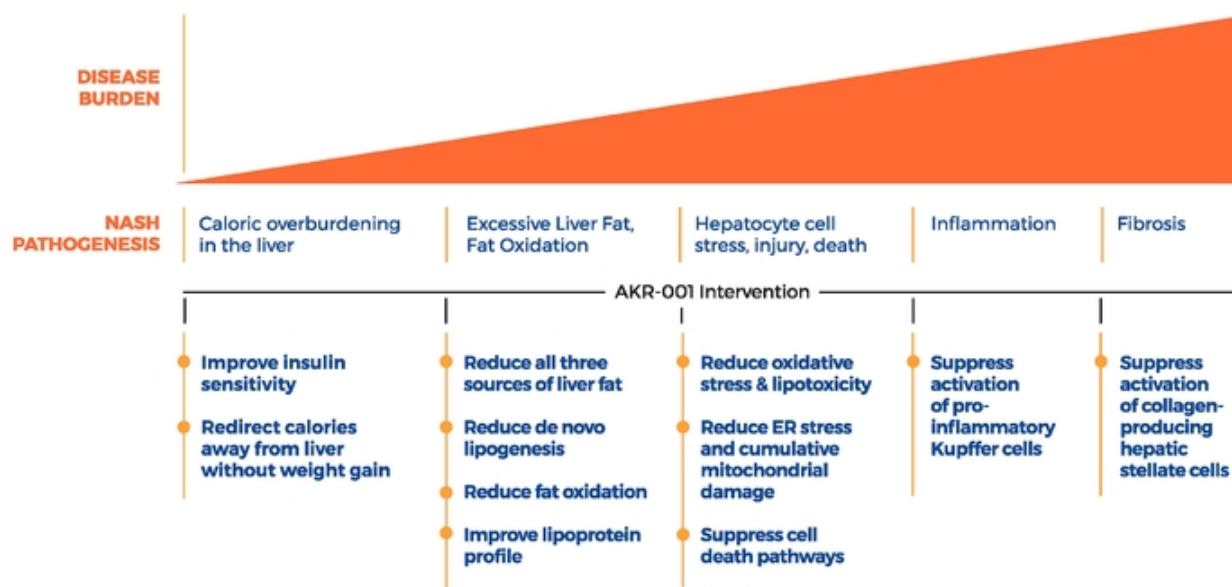 DISEASE
BURDEN
NASH
PATHOGENESIS
Caloric overburdening
in the liver
Excessive Liver Fat,
Fat Oxidation
Hepatocyte cell
stress, injury, death
Inflammation
Fibrosis
AKR-001 Intervention
Improve insulin
sensitivity
Redirect calories
away from liver
without weight gain
Reduce all three
sources of liver fat
Reduce de novo
lipogenesis
Reduce fat oxidation
Improve lipoprotein
profile
Reduce oxidative
stress & lipotoxicity
Reduce ER stress
and cumulative
mitochondrial
damage
Suppress cell
death pathways
Suppress
activation
of pro-
inflammatory
Kupffer cells
Suppress
activation
of collagen-
producing
hepatic
stellate cells